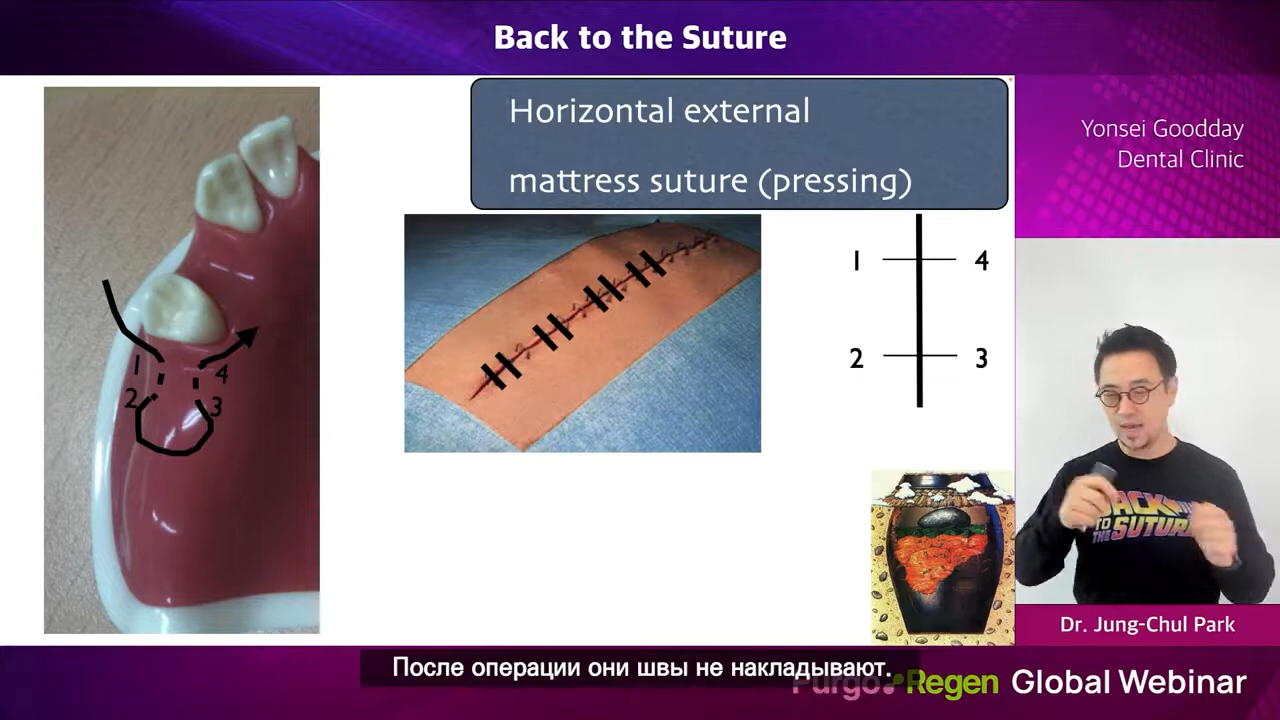 Back to the Suture
Horizontal external
mattress suture (pressing)
Yonsei Goodday
Dental Clinic
1
4
2
3
1
4
2
3
BACK
TO
THE SUTURE
Dr. Jung-Chul Park
После операции они швы не накладывают.
Purgo Regen Global Webinar